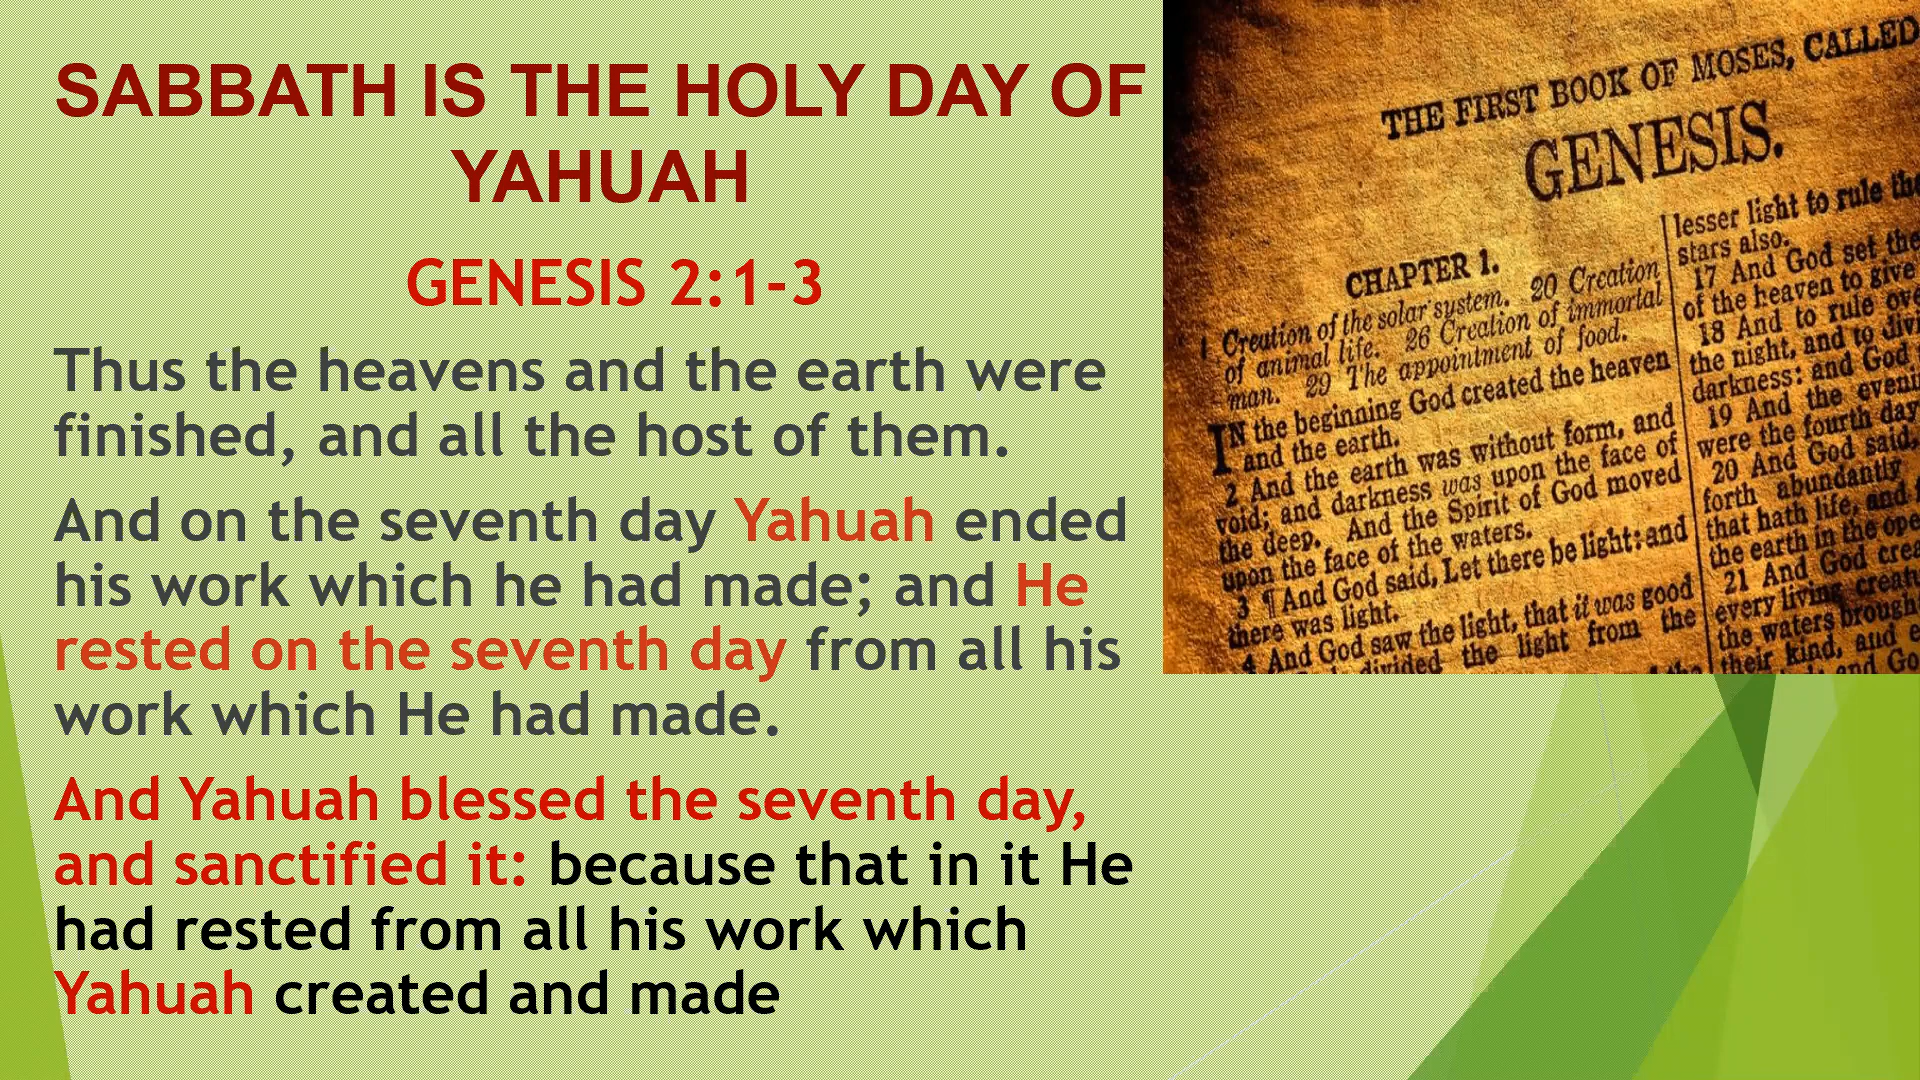 SABBATH IS THE HOLY DAY OF
YAHUAH
GENESIS 2:1-3
Thus the heavens and the earth were
finished, and all the host of them.
And on the seventh day Yahuah ended
his work which he had made; and He
rested on the seventh day from all his
work which He had made.
And Yahuah blessed the seventh day,
and sanctified it: because that in it He
had rested from all his work which
Yahuah created and made
THE FIRST BOOK OF MOSES, CALLED
GENESIS.
CHAPTER 1.
1 Creation of the solar system. 20 Creation
of animal life. 26 Creation of immortal
man. 29 The appointment of food.
IN the beginning God created the heaven
and the earth.
2 And the earth was without form, and
void; and darkness was upon the face of
the deep. And the Spirit of God moved
upon the face of the waters.
3 ¶ And God said, Let there be light: and
there was light.
4 And God saw the light, that it was good
divided the light from the
lesser light to rule the
stars also.
17 And God set the
of the heaven to give
18 And to rule
the night, and to
darkness: and God
19 And the
were the fourth day
20 And God said,
forth abundantly
that hath life, and
the earth in the
21 And God
every living
the waters
their kind, and
and